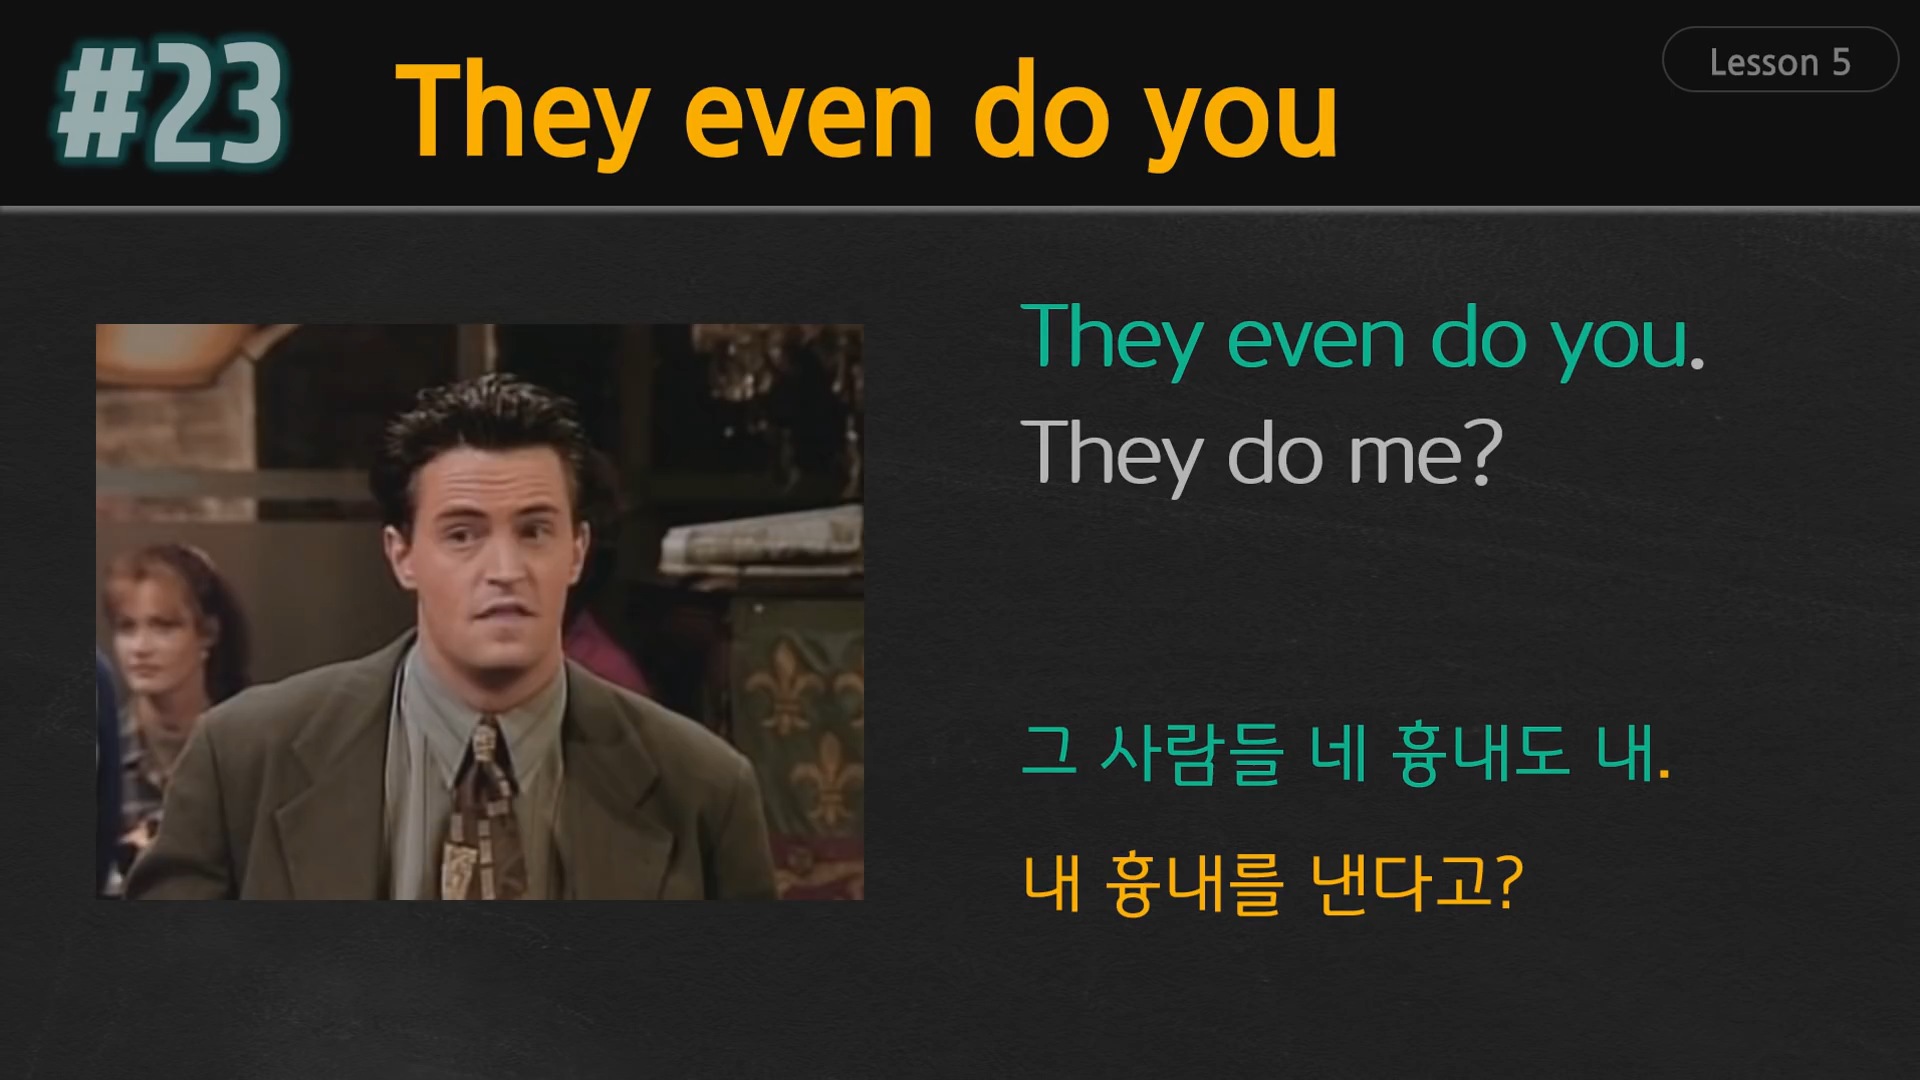 #23
They even do you
Lesson 5
They even do you.
They do me?
그 사람들 네 흉내도 내.
내 흉내를 낸다고?